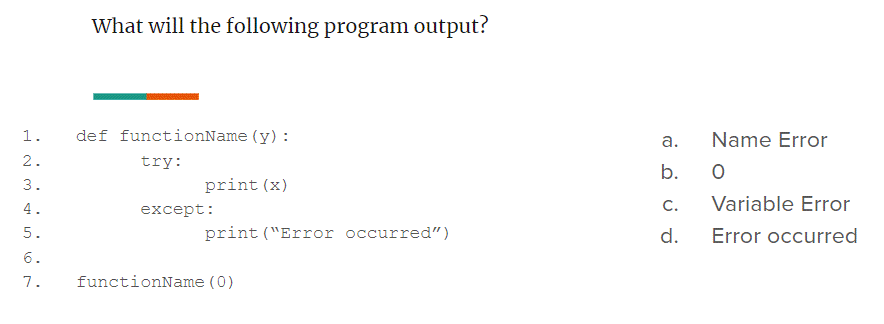 What will the following program output?
1. def functionName(y):
2. try:
3. print(x)
4. except:
5. print(“Error occurred”)
6.
7. functionName(0)
a. Name Error
b. 0
c. Variable Error
d. Error occurred